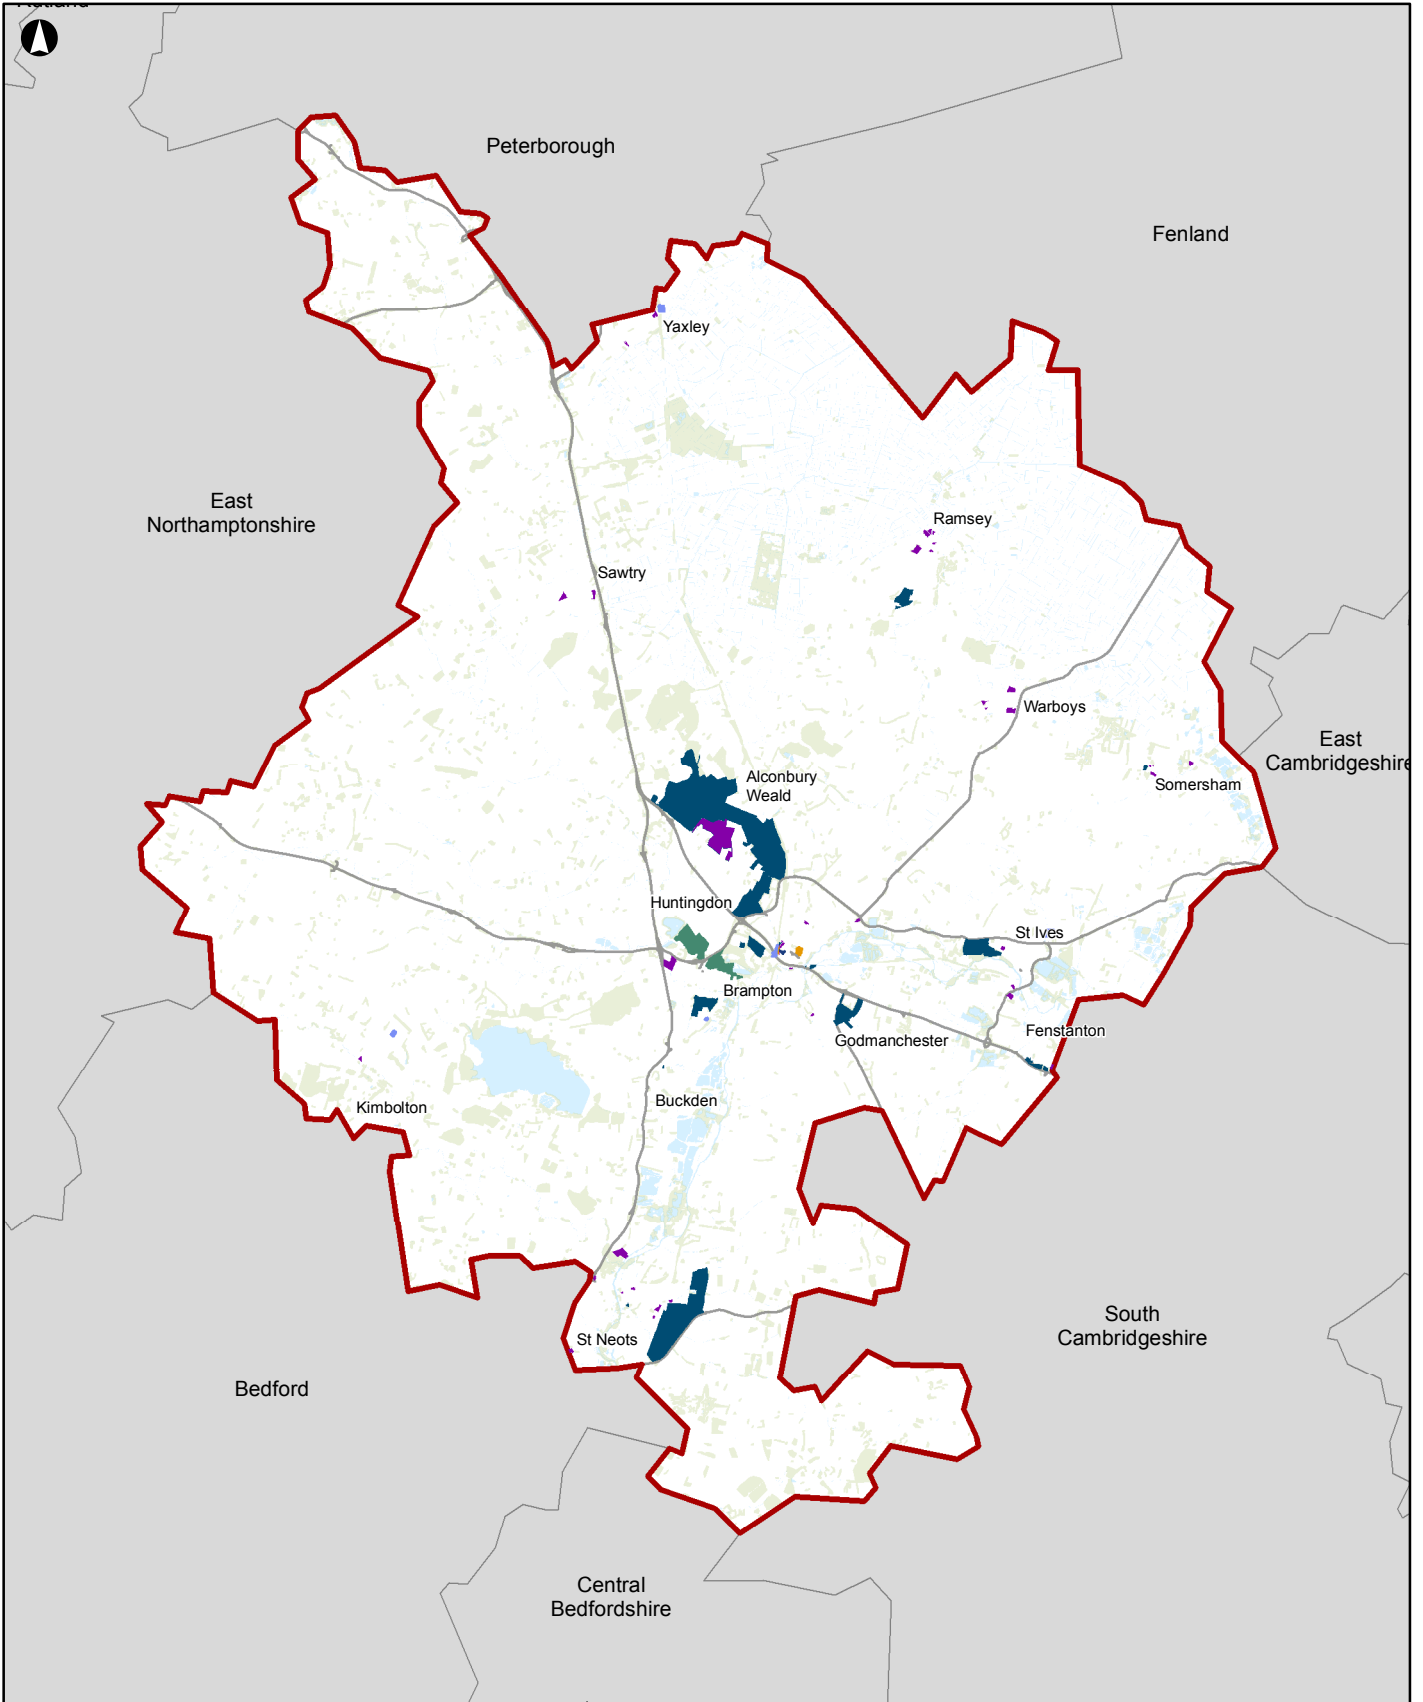 Peterborough
Fenland
Yaxley
East
Northamptonshire
Ramsey
Sawtry
Warboys
East
Cambridgeshire
Alconbury
Weald
Somersham
Huntingdon
St Ives
Brampton
Fenstanton
Godmanchester
Buckden
Kimbolton
South
Cambridgeshire
St Neots
Bedford
Central
Bedfordshire